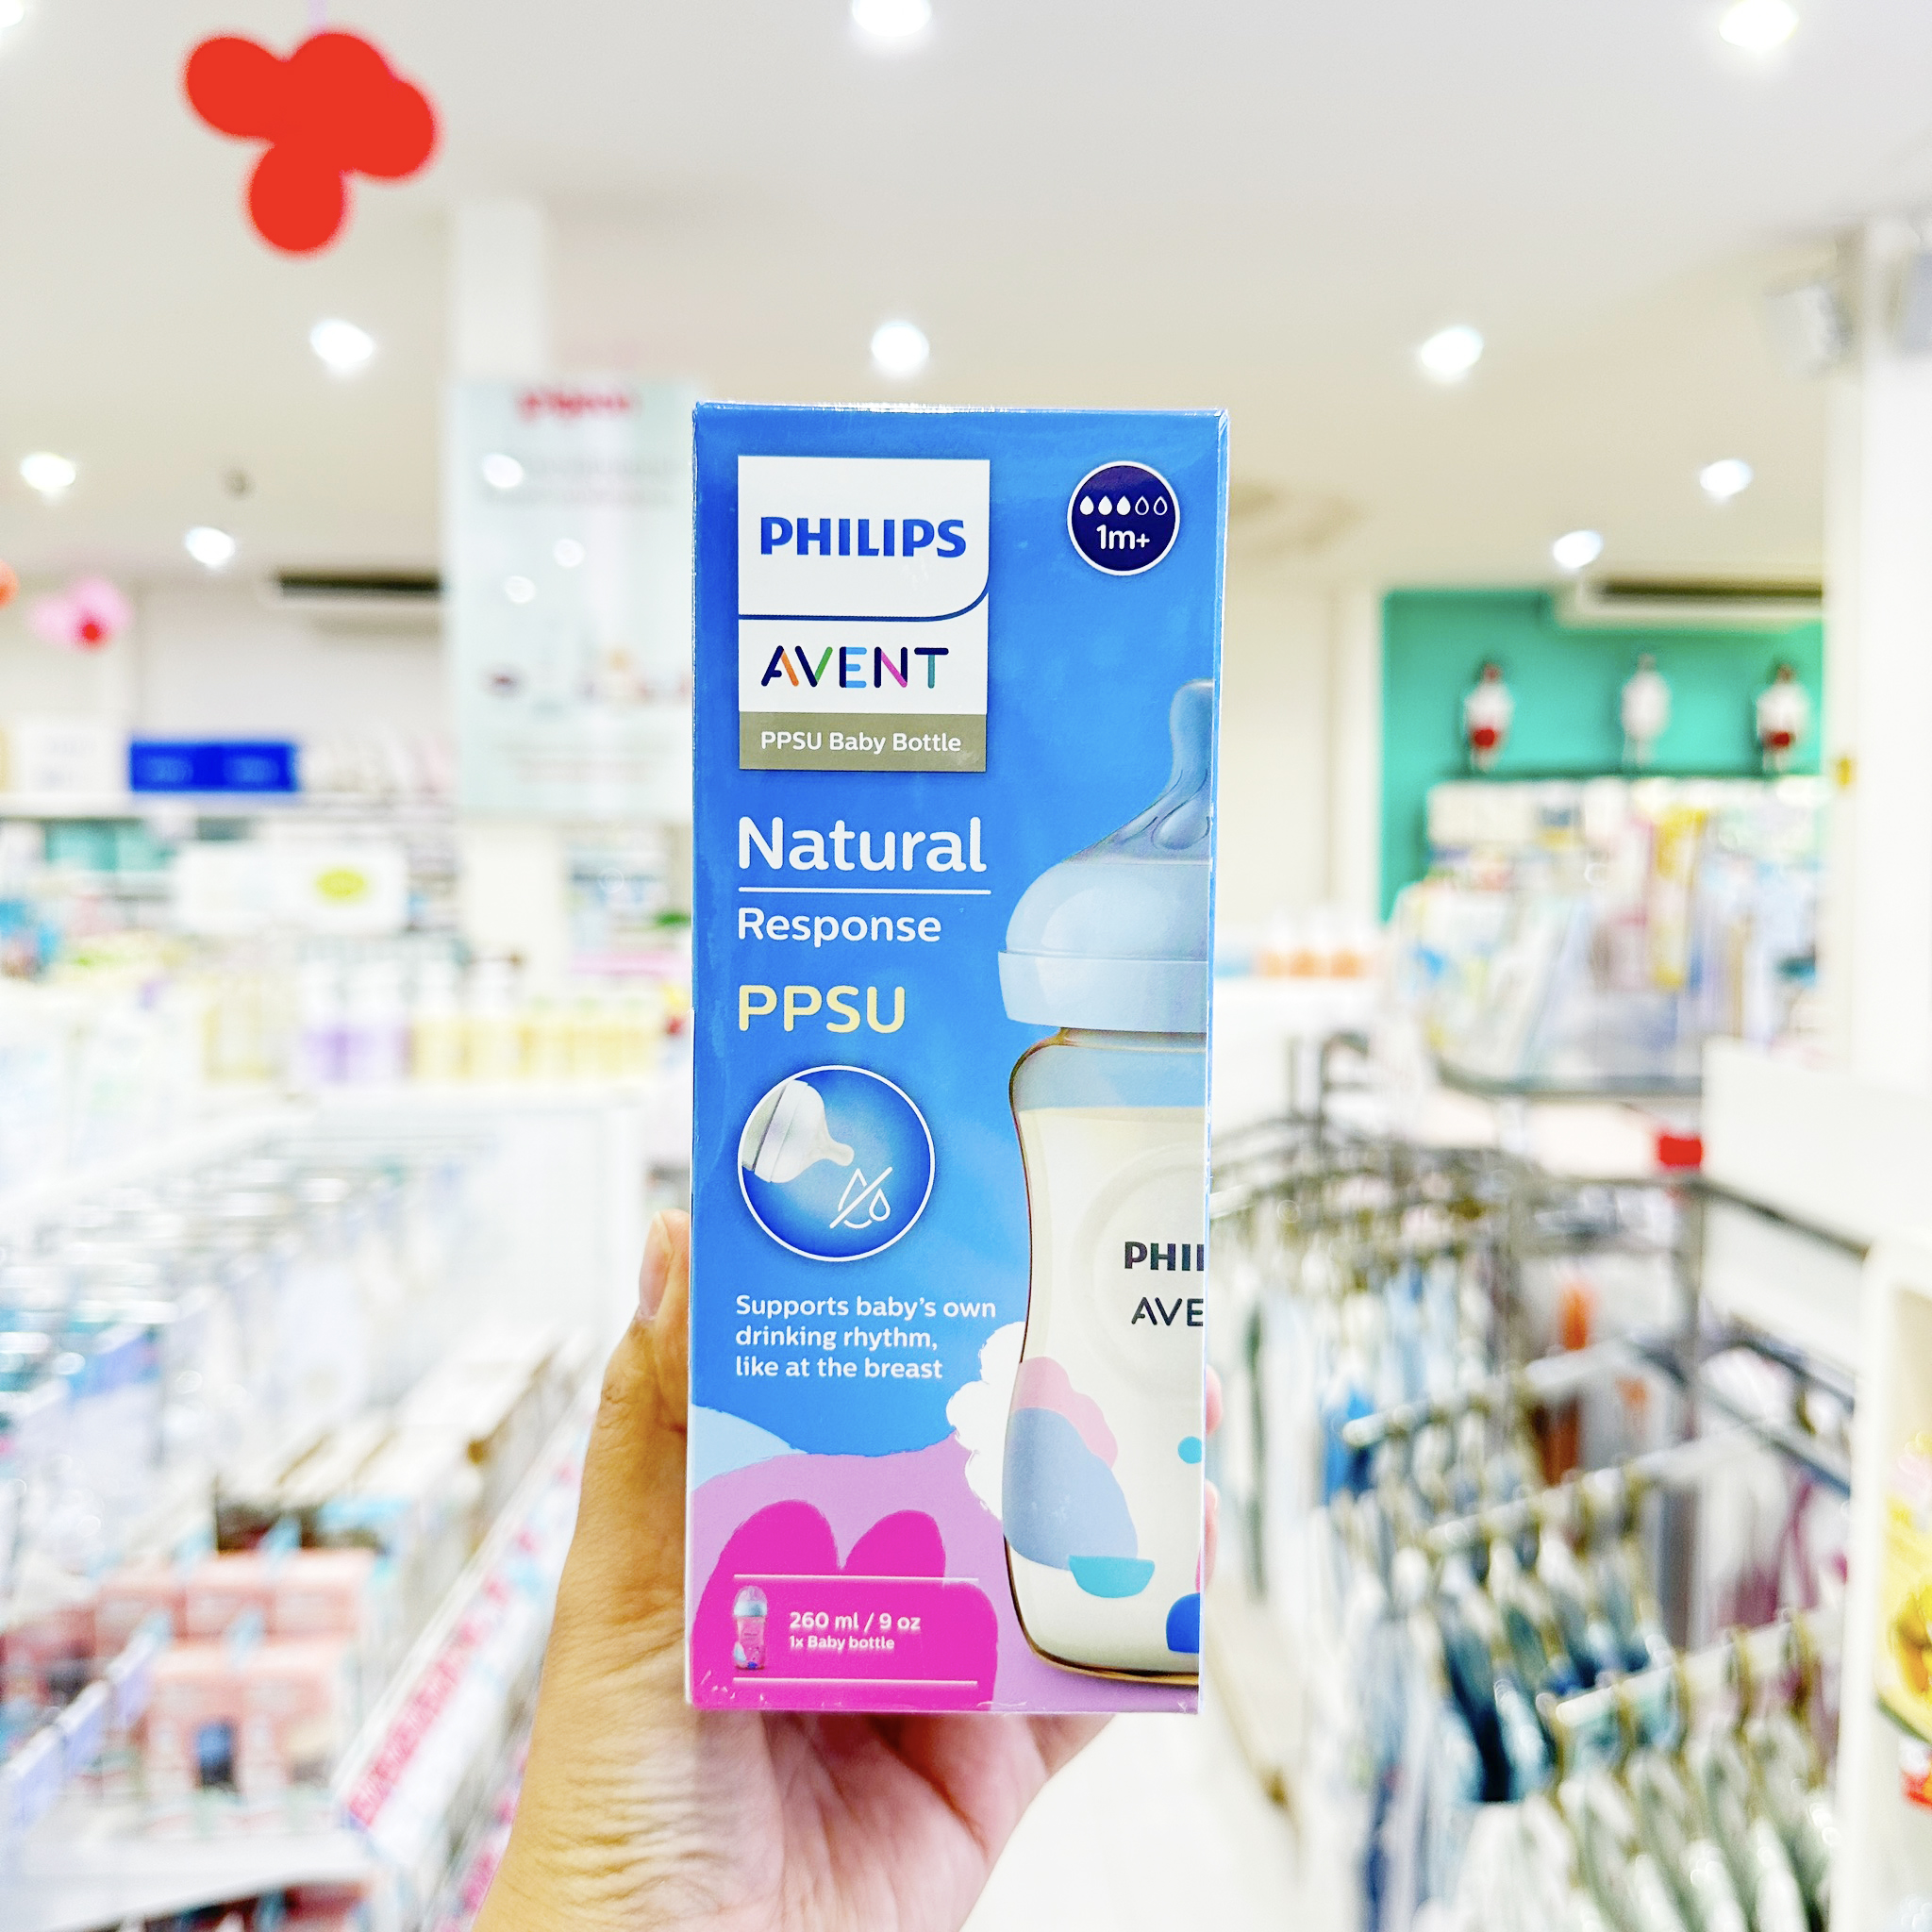 PHILIPS
AVENT
PPSU Baby Bottle
1m+
Natural
Response
PPSU
Supports baby's own
drinking rhythm,
like at the breast
PHI
AVE
260 ml / 9 oz
1x Baby bottle